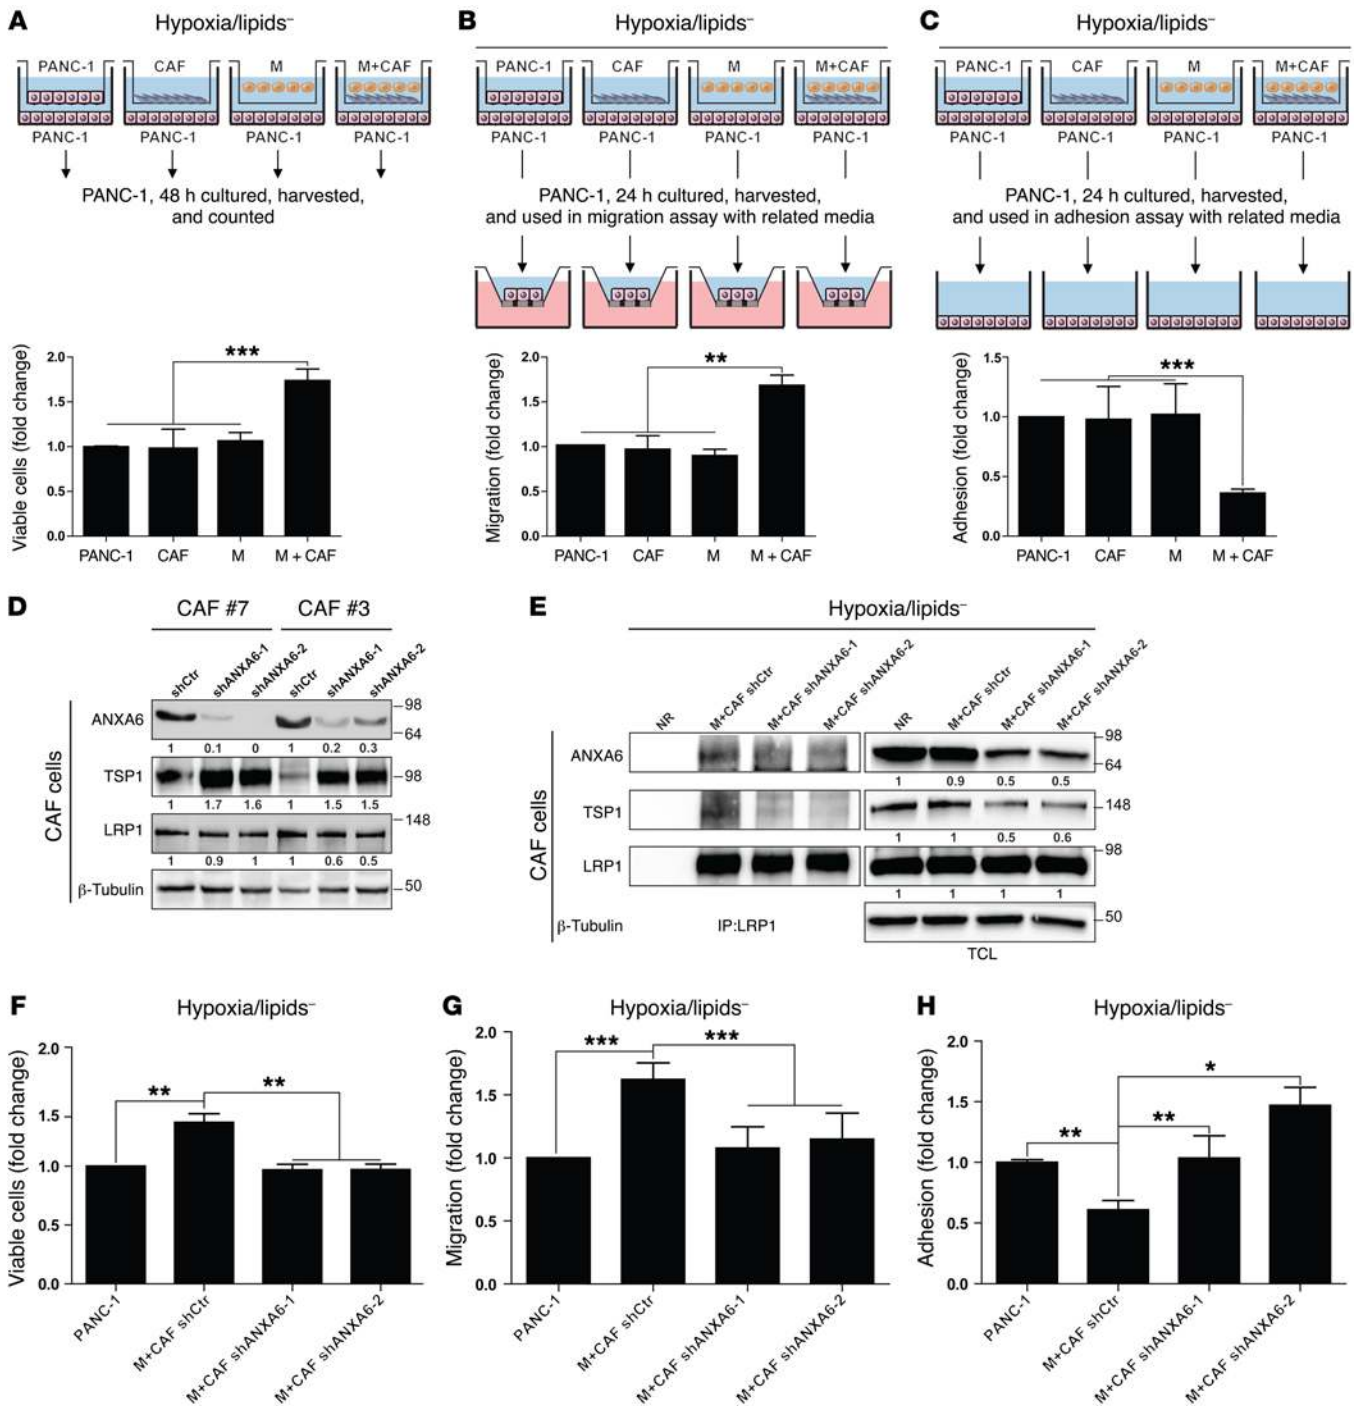 A
Hypoxia/lipids–
PANC-1 CAF M M+CAF
PANC-1 PANC-1 PANC-1 PANC-1
PANC-1, 48 h cultured, harvested,
and counted
Viable cells (fold change)
2.0
1.5
1.0
0.5
0.0
***
PANC-1 CAF M M + CAF
B
Hypoxia/lipids–
PANC-1 CAF M M+CAF
PANC-1 PANC-1 PANC-1 PANC-1
PANC-1, 24 h cultured, harvested,
and used in migration assay with related media
Migration (fold change)
2.0
1.5
1.0
0.5
0.0
**
PANC-1 CAF M M + CAF
C
Hypoxia/lipids–
PANC-1 CAF M M+CAF
PANC-1 PANC-1 PANC-1 PANC-1
PANC-1, 24 h cultured, harvested,
and used in adhesion assay with related media
Adhesion (fold change)
1.5
1.0
0.5
0.0
***
PANC-1 CAF M M + CAF
D
CAF #7 CAF #3
shCtr shANXA6-1 shANXA6-2 shCtr shANXA6-1 shANXA6-2
CAF cells
ANXA6 98
64
1 0.1 0 1 0.2 0.3
TSP1 98
1 1.7 1.6 1 1.5 1.5
LRP1 148
1 0.9 1 1 0.6 0.5
β-Tubulin 50
E
Hypoxia/lipids–
NR M+CAF shCtr M+CAF shANXA6-1 M+CAF shANXA6-2 NR M+CAF shCtr M+CAF shANXA6-1 M+CAF shANXA6-2
CAF cells
ANXA6 98
64
1 0.9 0.5 0.5
TSP1 148
1 1 0.5 0.6
LRP1 98
1 1 1 1
β-Tubulin IP:LRP1 50
TCL
F
Hypoxia/lipids–
Viable cells (fold change)
2.0
1.5
1.0
0.5
0.0
** **
PANC-1 M+CAF shCtr M+CAF shANXA6-1 M+CAF shANXA6-2
G
Hypoxia/lipids–
Migration (fold change)
2.0
1.5
1.0
0.5
0.0
*** ***
PANC-1 M+CAF shCtr M+CAF shANXA6-1 M+CAF shANXA6-2
H
Hypoxia/lipids–
Adhesion (fold change)
2.0
1.5
1.0
0.5
0.0
*
** **
PANC-1 M+CAF shCtr M+CAF shANXA6-1 M+CAF shANXA6-2